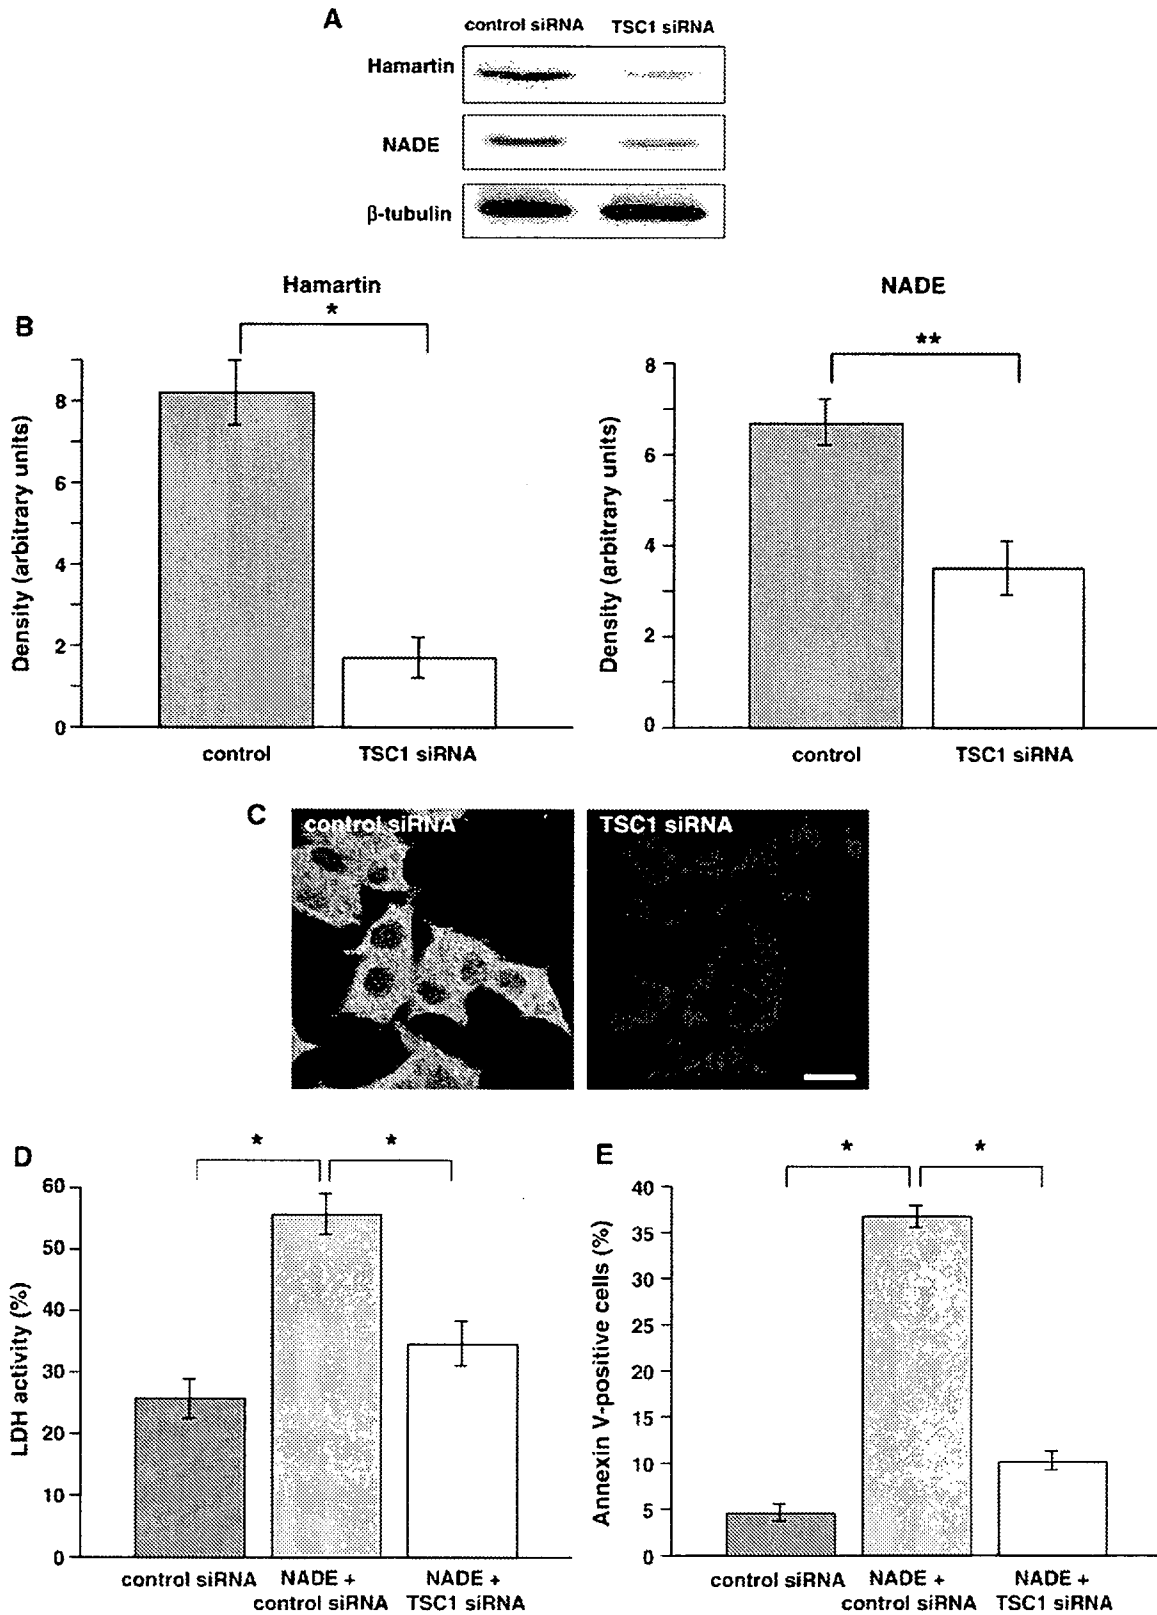 A
control siRNA TSC1 siRNA
Hamartin
NADE
β-tubulin
B
Hamartin
*
Density (arbitrary units)
8
6
4
2
0
control TSC1 siRNA
NADE
**
Density (arbitrary units)
8
6
4
2
0
control TSC1 siRNA
C
control siRNA
TSC1 siRNA
D
* *
LDH activity (%)
60
50
40
30
20
10
0
control siRNA
NADE +
control siRNA
NADE +
TSC1 siRNA
E
* *
Annexin V-positive cells (%)
40
35
30
25
20
15
10
5
0
control siRNA
NADE +
control siRNA
NADE +
TSC1 siRNA